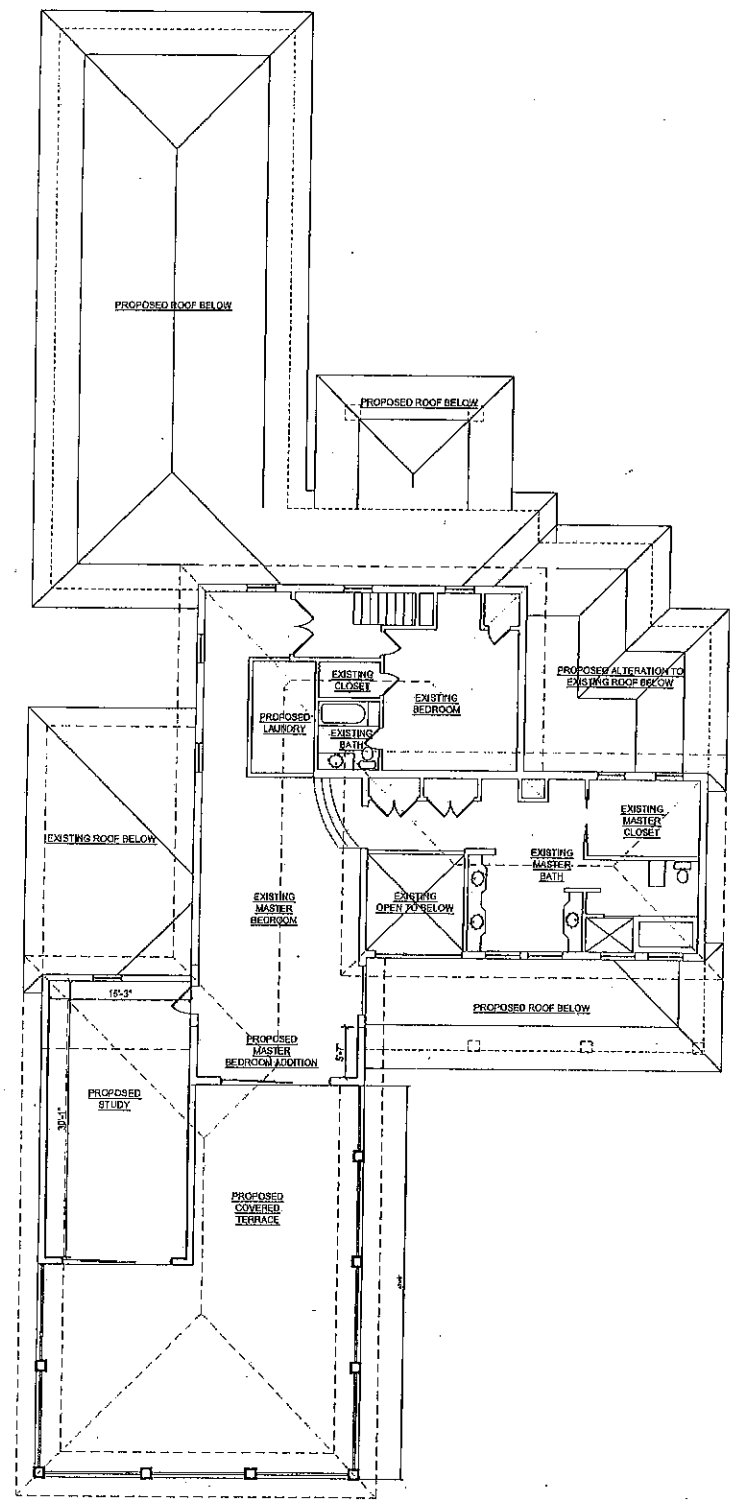 PROPOSED ROOF BELOW
PROPOSED ROOF BELOW
PROPOSED ALTERATION TO
EXISTING ROOF BELOW
EXISTING
CLOSET
EXISTING
BEDROOM
PROPOSED
LAUNDRY
EXISTING
BATH
EXISTING ROOF BELOW
EXISTING
MASTER
CLOSET
EXISTING
MASTER
BATH
EXISTING
OPEN TO BELOW
EXISTING
MASTER
BEDROOM
16'-3"
PROPOSED ROOF BELOW
PROPOSED
MASTER
BEDROOM ADDITION
5'-7"
PROPOSED
STUDY
30'-1"
PROPOSED
COVERED
TERRACE